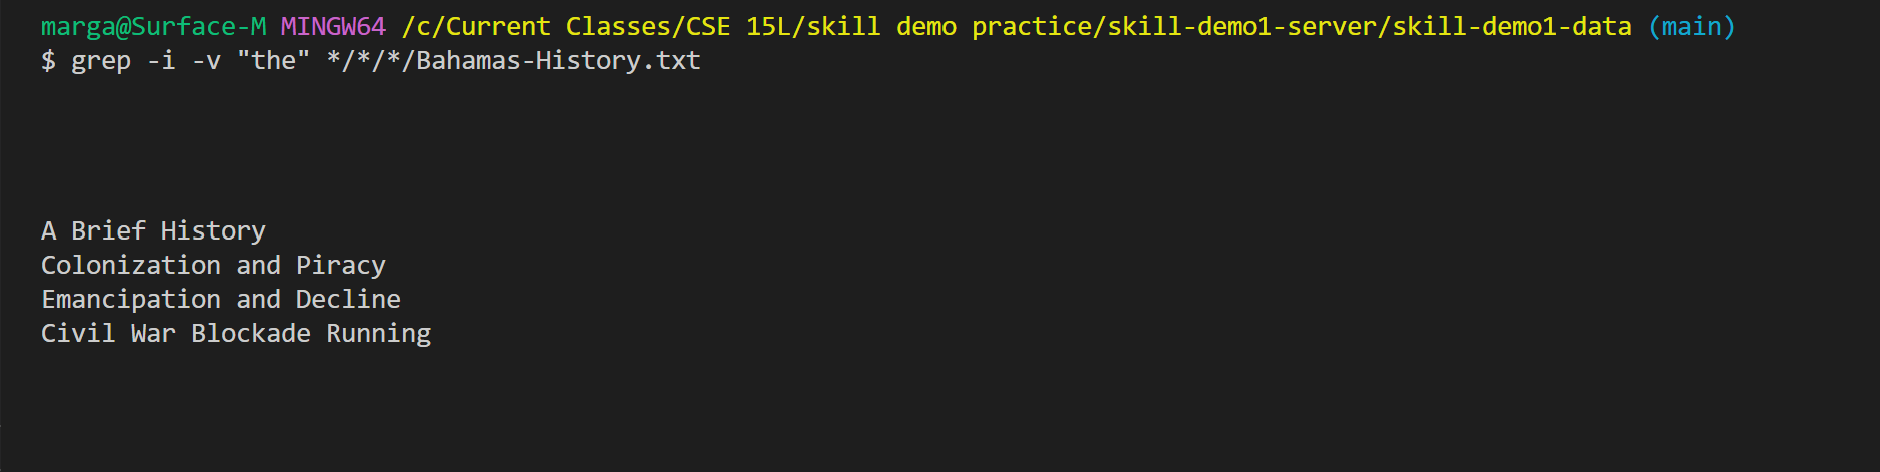 marga@Surface-M MINGW64 /c/Current Classes/CSE 15L/skill demo practice/skill-demo1-server/skill-demo1-data (main)
$ grep -i -v "the" */*/*/Bahamas-History.txt
A Brief History
Colonization and Piracy
Emancipation and Decline
Civil War Blockade Running